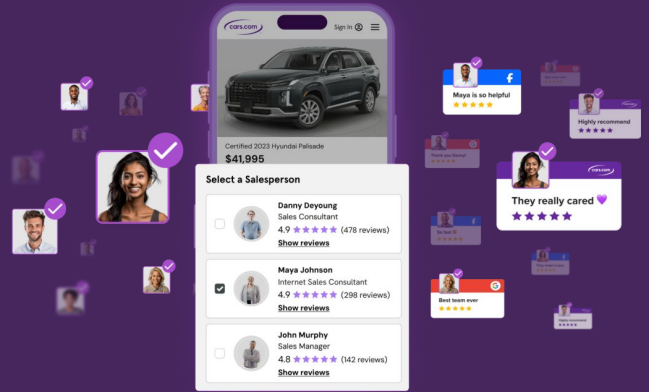 cars.com
Sign In
Certified 2023 Hyundai Palisade
$41,995
Select a Salesperson
Danny Deyoung
Sales Consultant
4.9 (478 reviews)
Show reviews
Maya Johnson
Internet Sales Consultant
4.9 (298 reviews)
Show reviews
John Murphy
Sales Manager
4.8 (142 reviews)
Show reviews
f
Maya is so helpful
Highly recommend
cars.com
They really cared 💜
G
Best team ever
Highly recommend